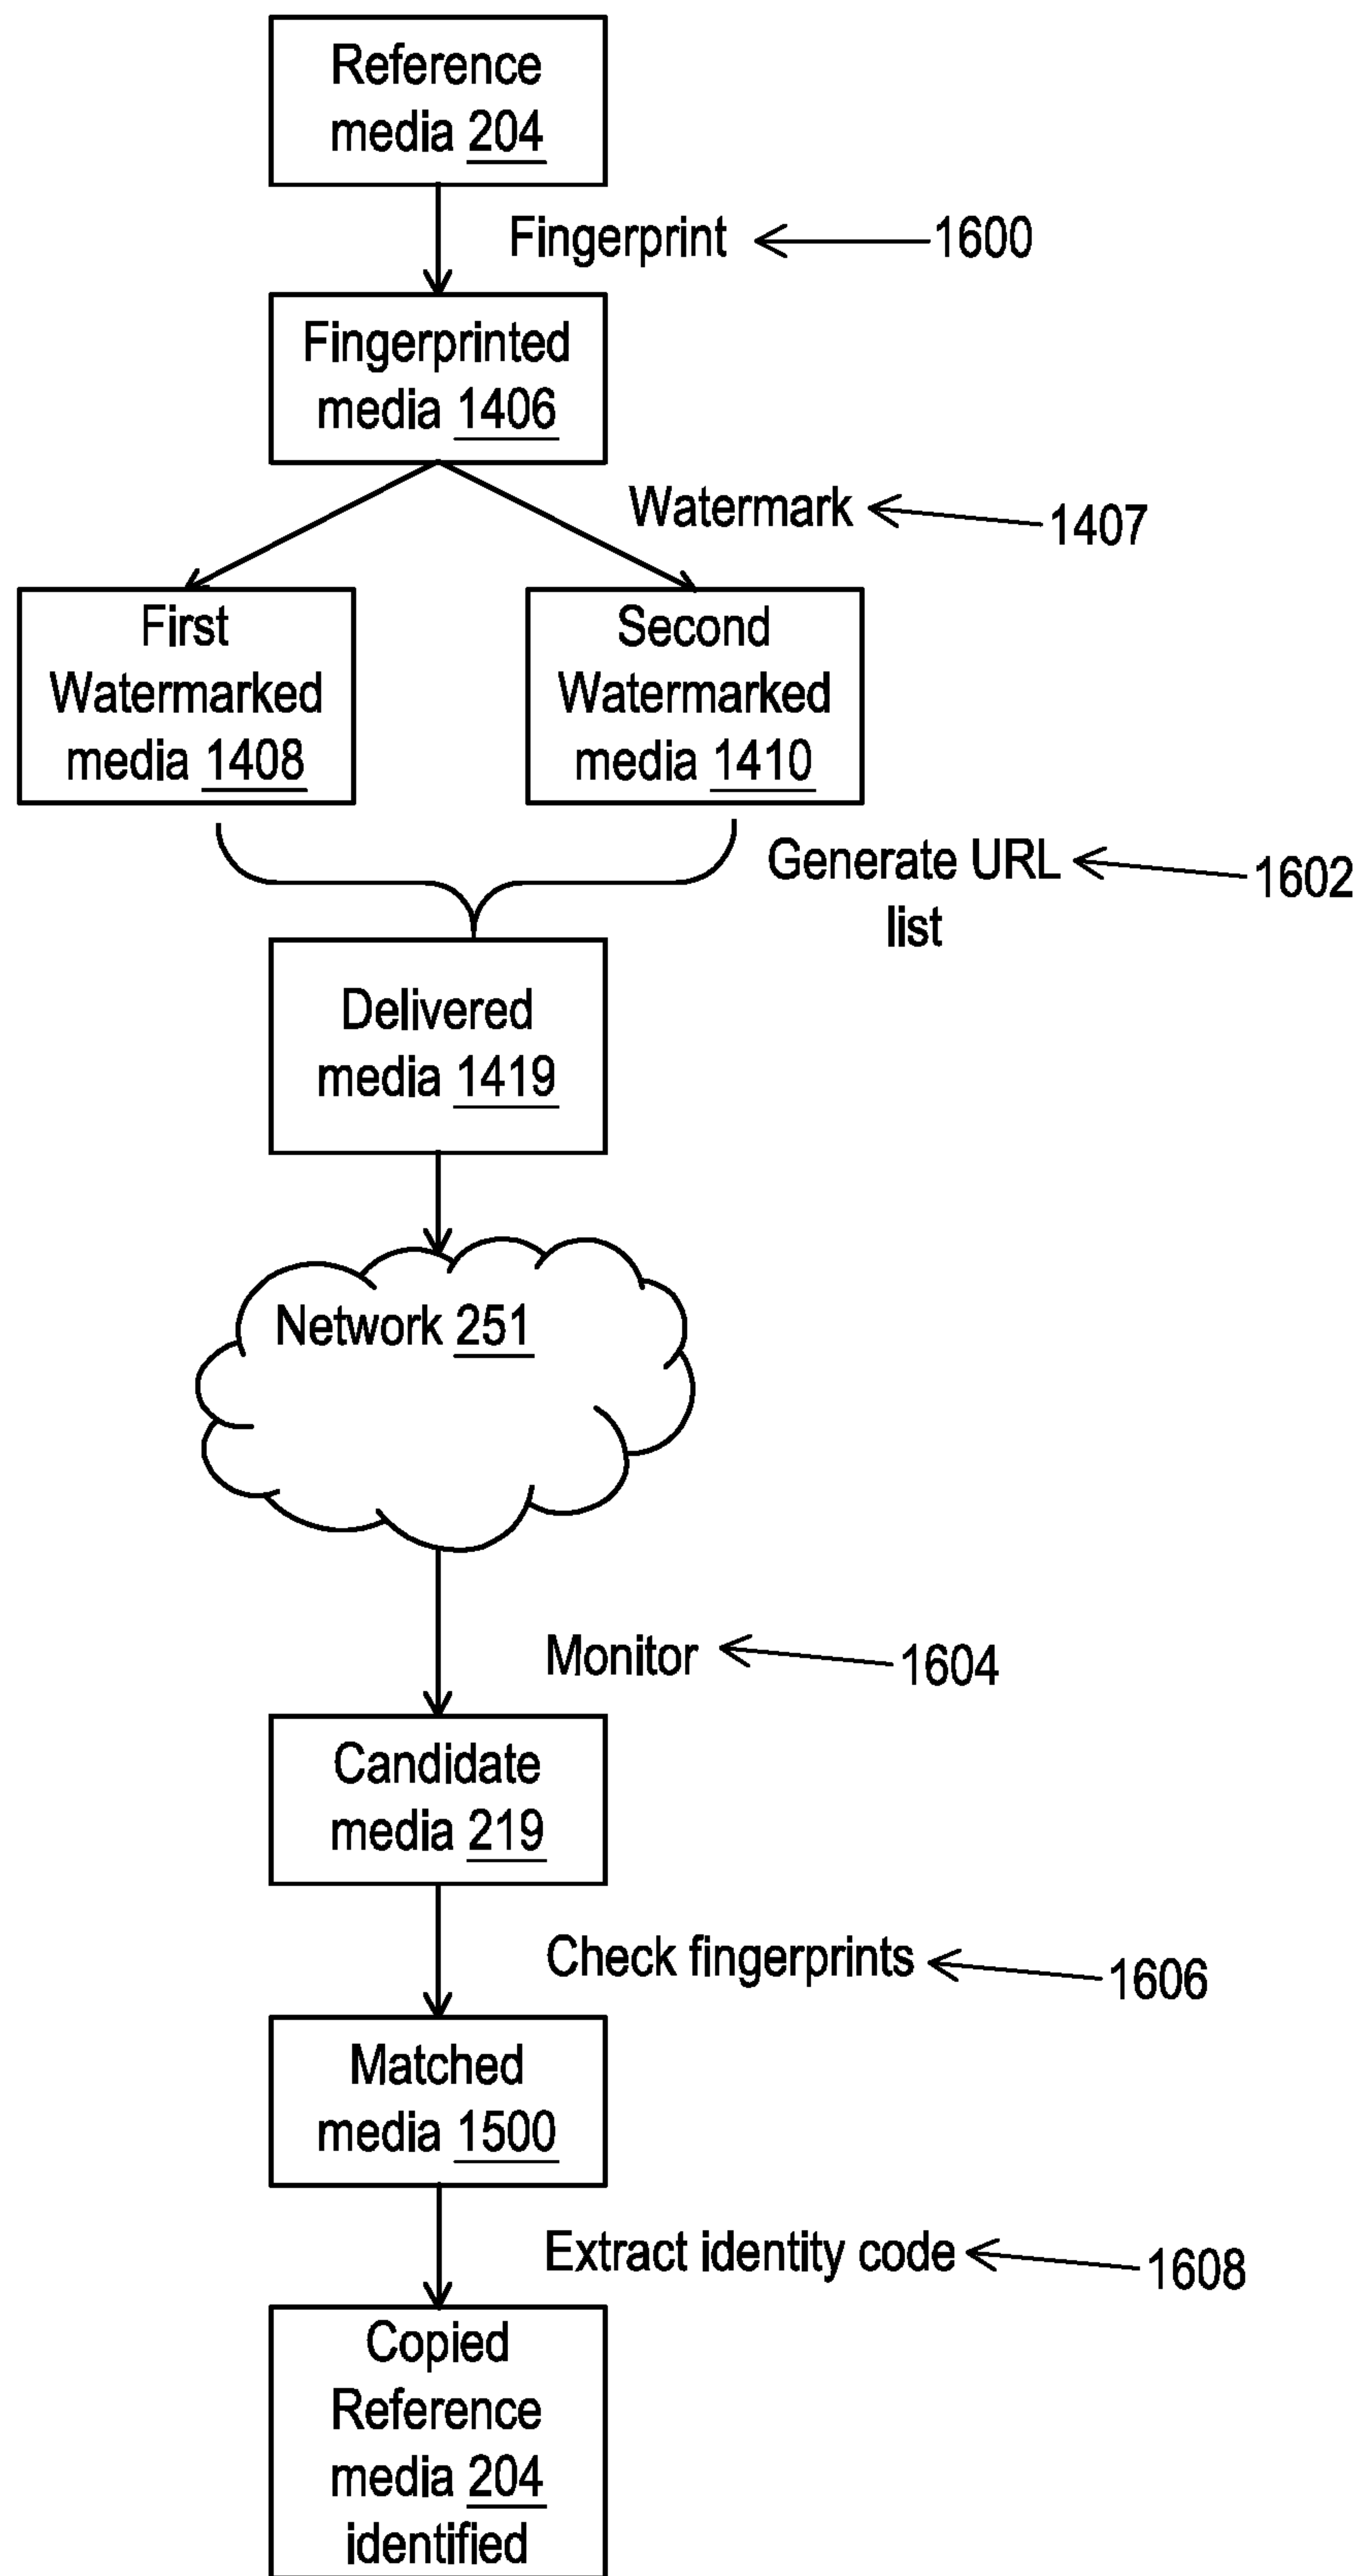 Reference
media 204
Fingerprint
1600
Fingerprinted
media 1406
Watermark
1407
First
Watermarked
media 1408
Second
Watermarked
media 1410
Generate URL
list
1602
Delivered
media 1419
Network 251
Monitor
1604
Candidate
media 219
Check fingerprints
1606
Matched
media 1500
Extract identity code
1608
Copied
Reference
media 204
identified